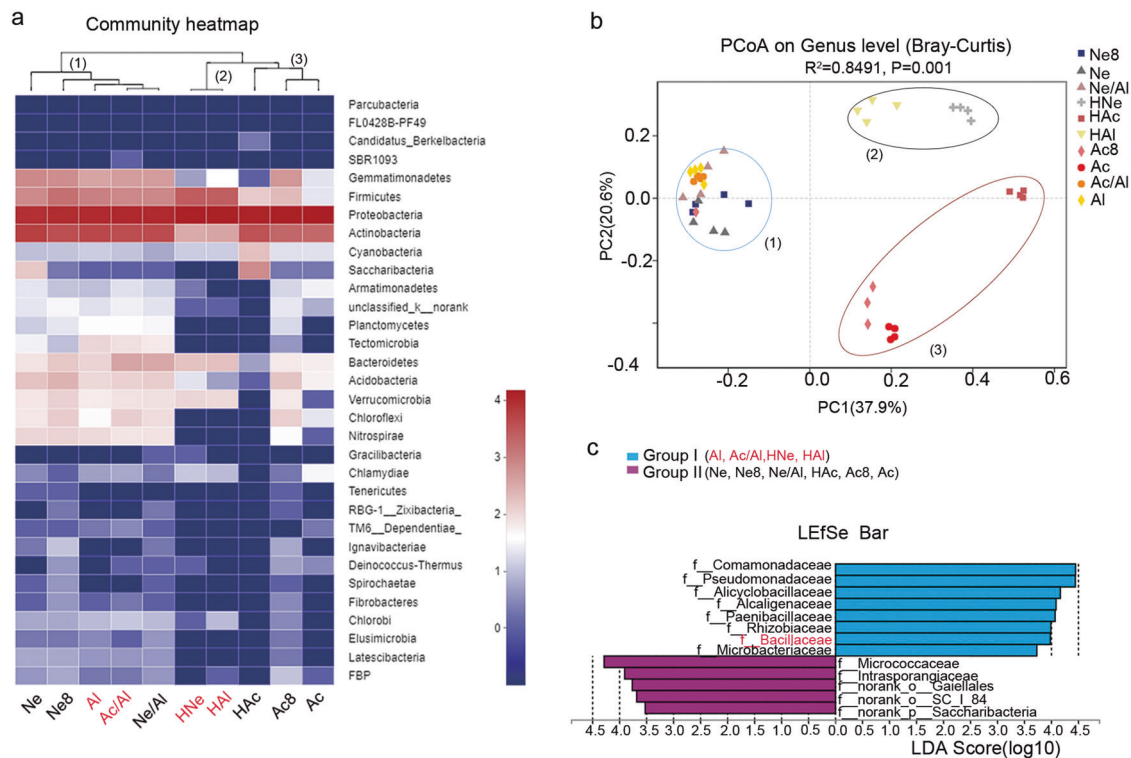 a
Community heatmap
(1)
(2)
(3)
Parcubacteria
FL0428B-PF49
Candidatus_Berkelbacteria
SBR1093
Gemmatimonadetes
Firmicutes
Proteobacteria
Actinobacteria
Cyanobacteria
Saccharibacteria
Armatimonadetes
unclassified_k__norank
Planctomycetes
Tectomicrobia
Bacteroidetes
Acidobacteria
Verrucomicrobia
Chloroflexi
Nitrospirae
Gracilibacteria
Chlamydiae
Tenericutes
RBG-1__Zixibacteria_
TM6__Dependentiae_
Ignavibacteriae
Deinococcus-Thermus
Spirochaetae
Fibrobacteres
Chlorobi
Elusimicrobia
Latescibacteria
FBP
Ne Ne8 Al Ac/Al Ne/Al HNe HAl HAc Ac8 Ac
4
3
2
1
0
b
PCoA on Genus level (Bray-Curtis)
R²=0.8491, P=0.001
PC2(20.6%)
0.2
0.0
-0.2
-0.4
-0.2 0.0 0.2 0.4 0.6
PC1(37.9%)
(1)
(2)
(3)
Ne8
Ne
Ne/Al
HNe
HAc
HAl
Ac8
Ac
Ac/Al
Al
c
Group I (Al, Ac/Al,HNe, HAl)
Group II (Ne, Ne8, Ne/Al, HAc, Ac8, Ac)
LEfSe Bar
f__Comamonadaceae
f__Pseudomonadaceae
f__Alicyclobacillaceae
f__Alcaligenaceae
f__Paenibacillaceae
f__Rhizobiaceae
f__Bacillaceae
f__Microbacteriaceae
f__Micrococcaceae
f__Intrasporangiaceae
f__norank_o__Gaiellales
f__norank_o__SC_I_84
f__norank_p__Saccharibacteria
4.5 4.0 3.5 3.0 2.5 2.0 1.5 1.0 0.5 0.0 0.5 1.0 1.5 2.0 2.5 3.0 3.5 4.0 4.5
LDA Score(log10)